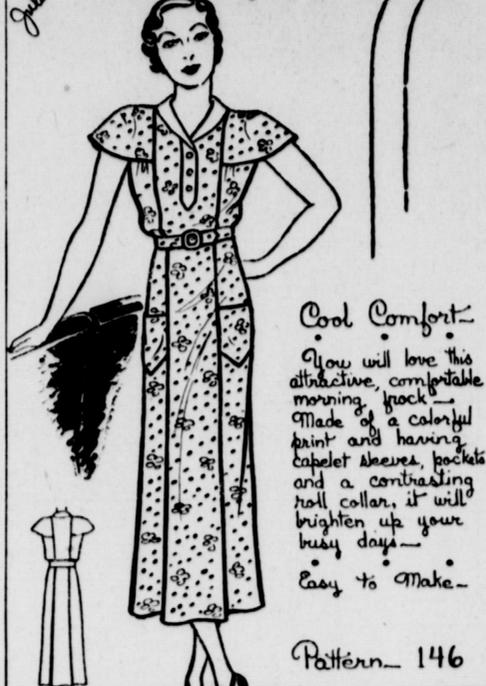 Cool Comfort—
You will love this
attractive, comfortable
morning frock—
Made of a colorful
print and having
capelet sleeves, pockets
and a contrasting
roll collar, it will
brighten up your
busy days—
Easy to Make—
Pattern— 146